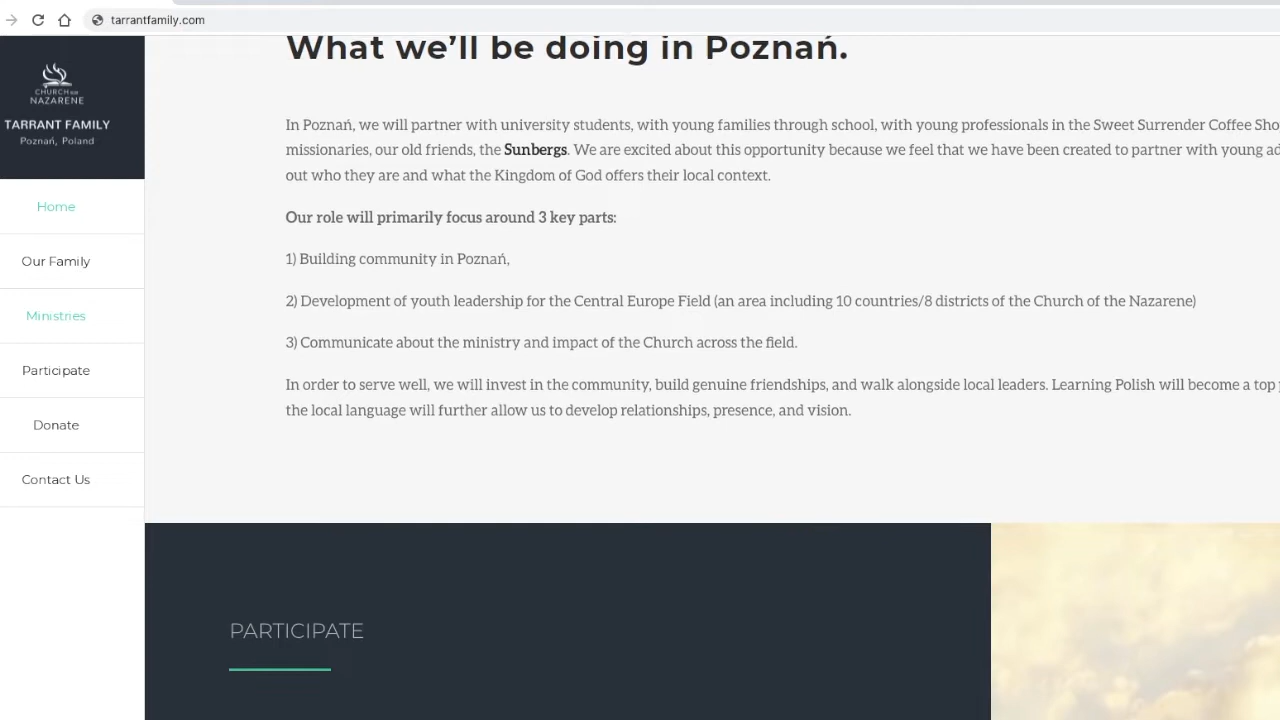 tarrantfamily.com
CHURCH OF THE
NAZARENE
TARRANT FAMILY
Poznań, Poland
Home
Our Family
Ministries
Participate
Donate
Contact Us
What we’ll be doing in Poznań.
In Poznań, we will partner with university students, with young families through school, with young professionals in the Sweet Surrender Coffee Sho
missionaries, our old friends, the Sunbergs. We are excited about this opportunity because we feel that we have been created to partner with young ad
out who they are and what the Kingdom of God offers their local context.
Our role will primarily focus around 3 key parts:
1) Building community in Poznań,
2) Development of youth leadership for the Central Europe Field (an area including 10 countries/8 districts of the Church of the Nazarene)
3) Communicate about the ministry and impact of the Church across the field.
In order to serve well, we will invest in the community, build genuine friendships, and walk alongside local leaders. Learning Polish will become a top
the local language will further allow us to develop relationships, presence, and vision.
PARTICIPATE